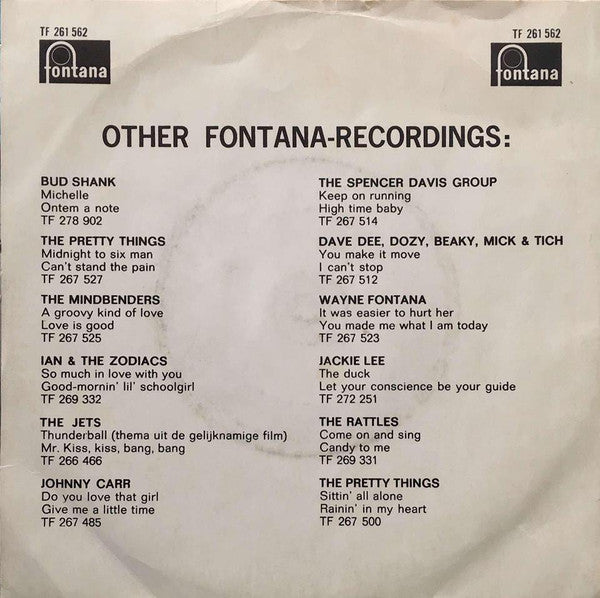 TF 261 562
fontana
TF 261 562
fontana
OTHER FONTANA-RECORDINGS:
BUD SHANK
Michelle
Ontem a note
TF 278 902
THE PRETTY THINGS
Midnight to six man
Can't stand the pain
TF 267 527
THE MINDBENDERS
A groovy kind of love
Love is good
TF 267 525
IAN & THE ZODIACS
So much in love with you
Good-mornin' lil' schoolgirl
TF 269 332
THE JETS
Thunderball (thema uit de gelijknamige film)
Mr. Kiss, kiss, bang, bang
TF 266 466
JOHNNY CARR
Do you love that girl
Give me a little time
TF 267 485
THE SPENCER DAVIS GROUP
Keep on running
High time baby
TF 267 514
DAVE DEE, DOZY, BEAKY, MICK & TICH
You make it move
I can't stop
TF 267 512
WAYNE FONTANA
It was easier to hurt her
You made me what I am today
TF 267 523
JACKIE LEE
The duck
Let your conscience be your guide
TF 272 251
THE RATTLES
Come on and sing
Candy to me
TF 269 331
THE PRETTY THINGS
Sittin' all alone
Rainin' in my heart
TF 267 500